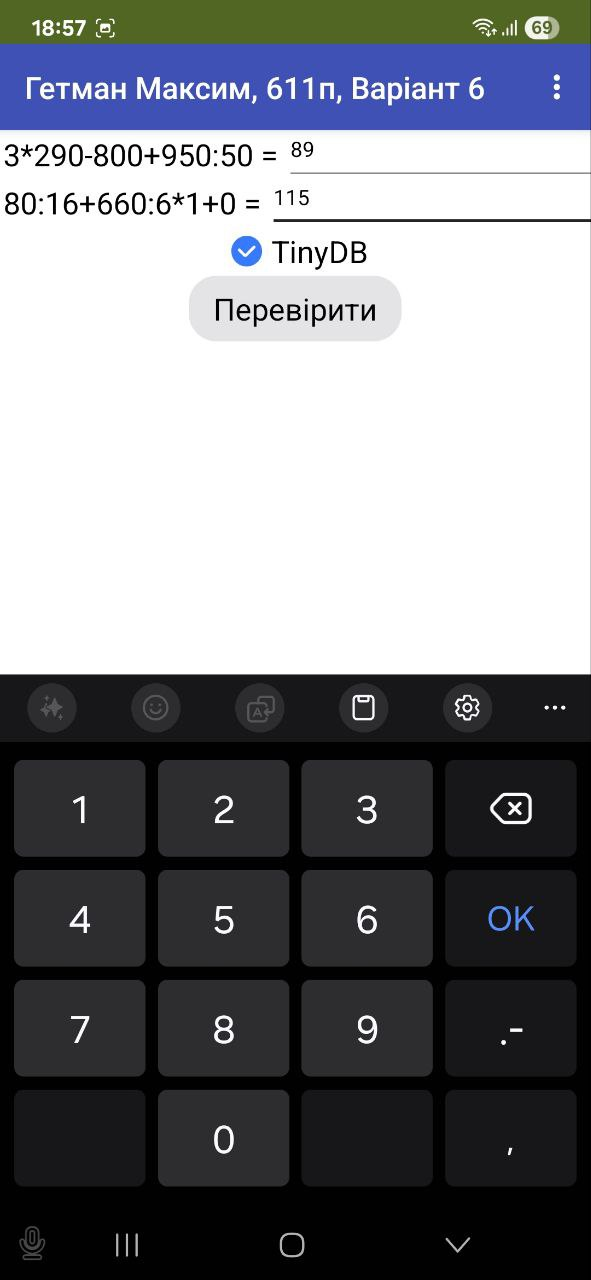 18:57 69
Гетман Максим, 611п, Варіант 6
3*290-800+950:50 = 89
80:16+660:6*1+0 = 115
TinyDB
Перевірити
1 2 3
4 5 6 OK
7 8 9 .-
0 ,